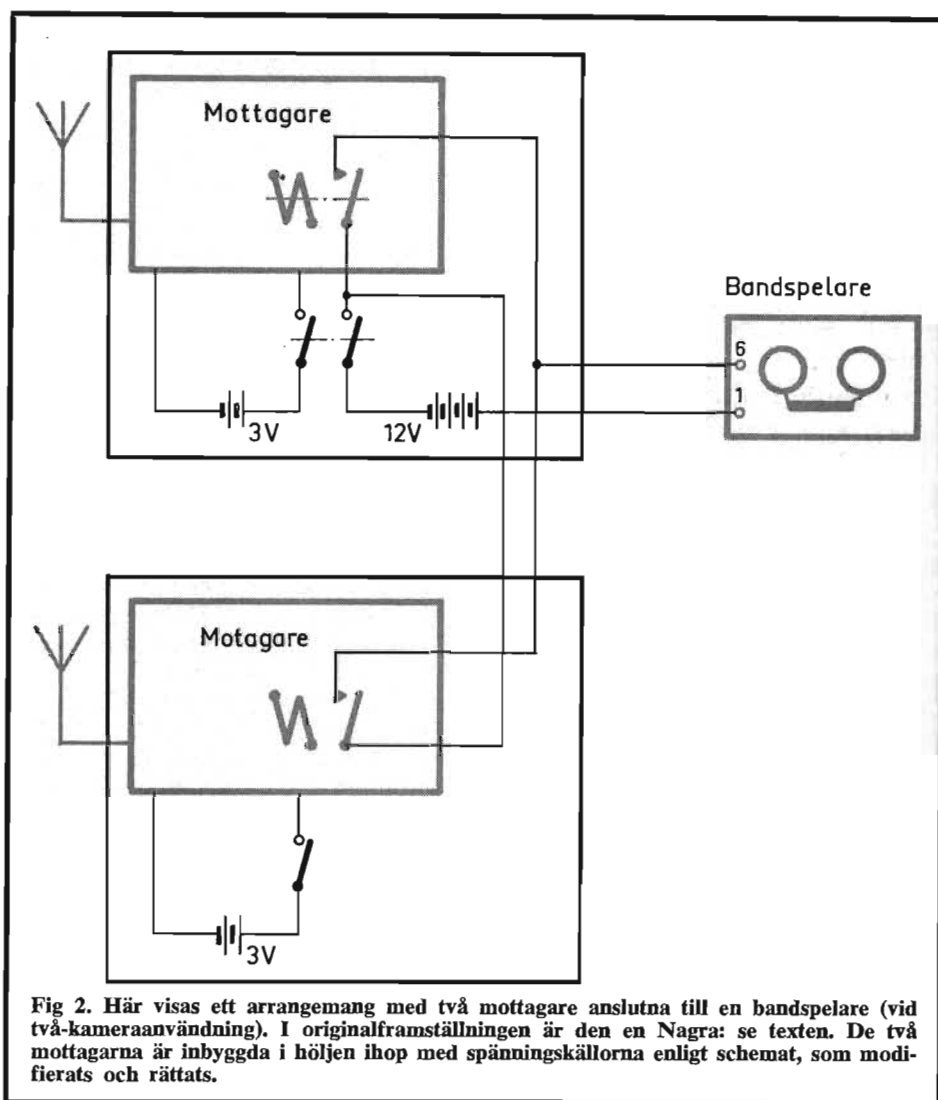 Mottagare
Bandspelare
6
1
3V
12V
Motagare
3V
Fig 2. Här visas ett arrangemang med två mottagare anslutna till en bandspelare (vid
två-kameraanvändning). I originalframställningen är den en Nagra: se texten. De två
mottagarna är inbyggda i höljen ihop med spänningskällorna enligt schemat, som modi-
fierats och rättats.